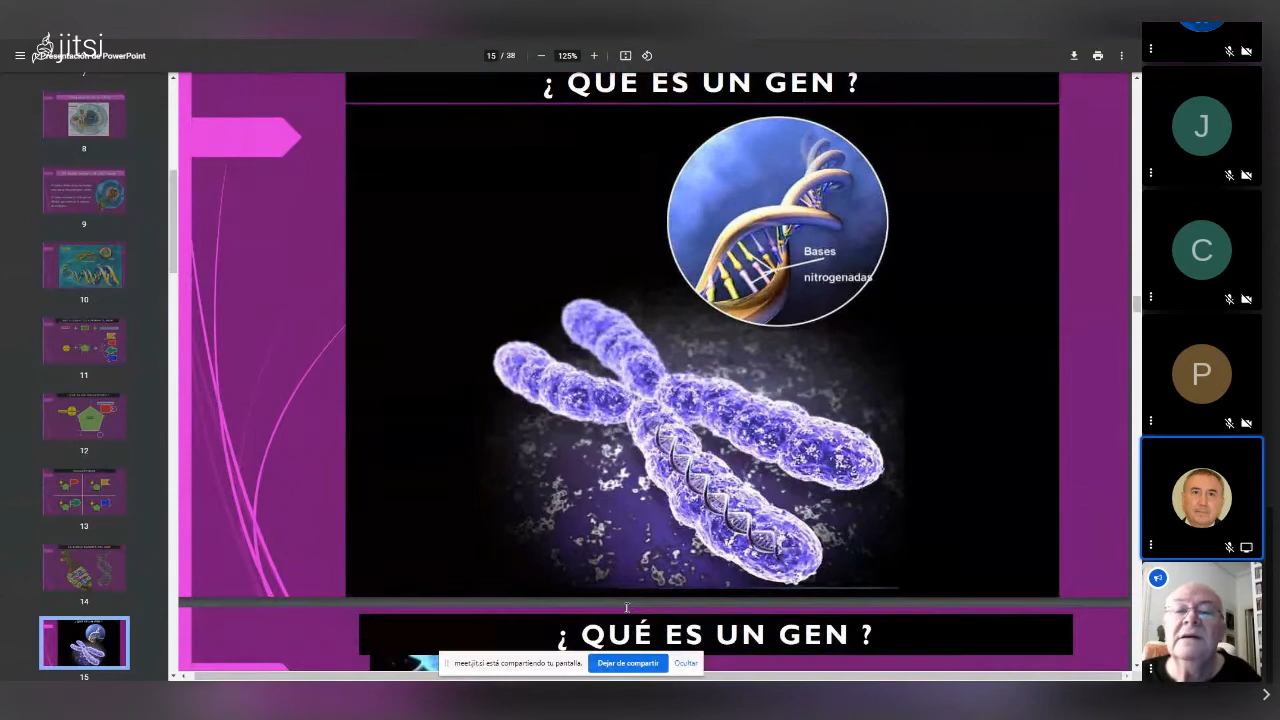 jitsi
Presentación de PowerPoint
15 / 38
125%
¿ QUE ES UN GEN ?
Bases
nitrogenadas
¿ QUÉ ES UN GEN ?
meet.jit.si está compartiendo tu pantalla.
Dejar de compartir
Ocultar
8
9
10
11
12
13
14
15
J
C
P